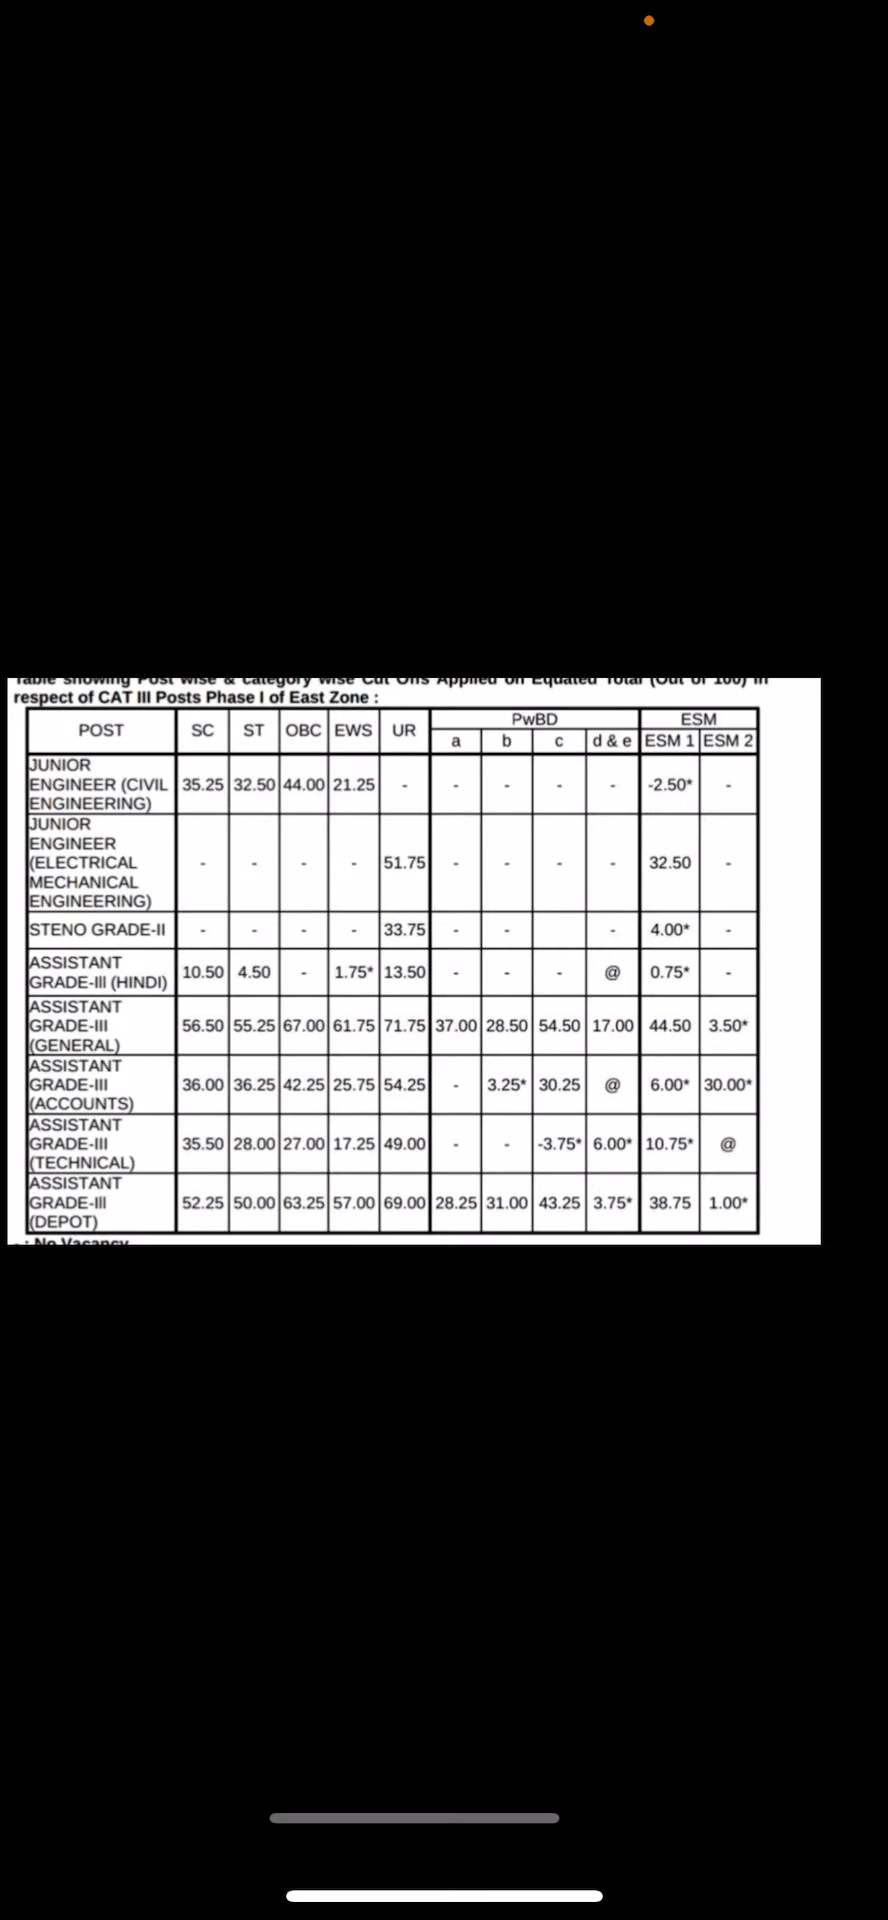 Table showing Post wise & category wise Cut Offs Applied on Equated Total (Out of 100) in
respect of CAT III Posts Phase I of East Zone :
POST SC ST OBC EWS UR PwBD ESM
a b c d & e ESM 1 ESM 2
JUNIOR
ENGINEER (CIVIL 35.25 32.50 44.00 21.25 - - - - - -2.50* -
ENGINEERING)
JUNIOR
ENGINEER
(ELECTRICAL - - - - 51.75 - - - - 32.50 -
MECHANICAL
ENGINEERING)
STENO GRADE-II - - - - 33.75 - - - 4.00* -
ASSISTANT
GRADE-III (HINDI) 10.50 4.50 - 1.75* 13.50 - - - @ 0.75* -
ASSISTANT
GRADE-III 56.50 55.25 67.00 61.75 71.75 37.00 28.50 54.50 17.00 44.50 3.50*
(GENERAL)
ASSISTANT
GRADE-III 36.00 36.25 42.25 25.75 54.25 - 3.25* 30.25 @ 6.00* 30.00*
(ACCOUNTS)
ASSISTANT
GRADE-III 35.50 28.00 27.00 17.25 49.00 - - -3.75* 6.00* 10.75* @
(TECHNICAL)
ASSISTANT
GRADE-III 52.25 50.00 63.25 57.00 69.00 28.25 31.00 43.25 3.75* 38.75 1.00*
(DEPOT)
- : No Vacancy